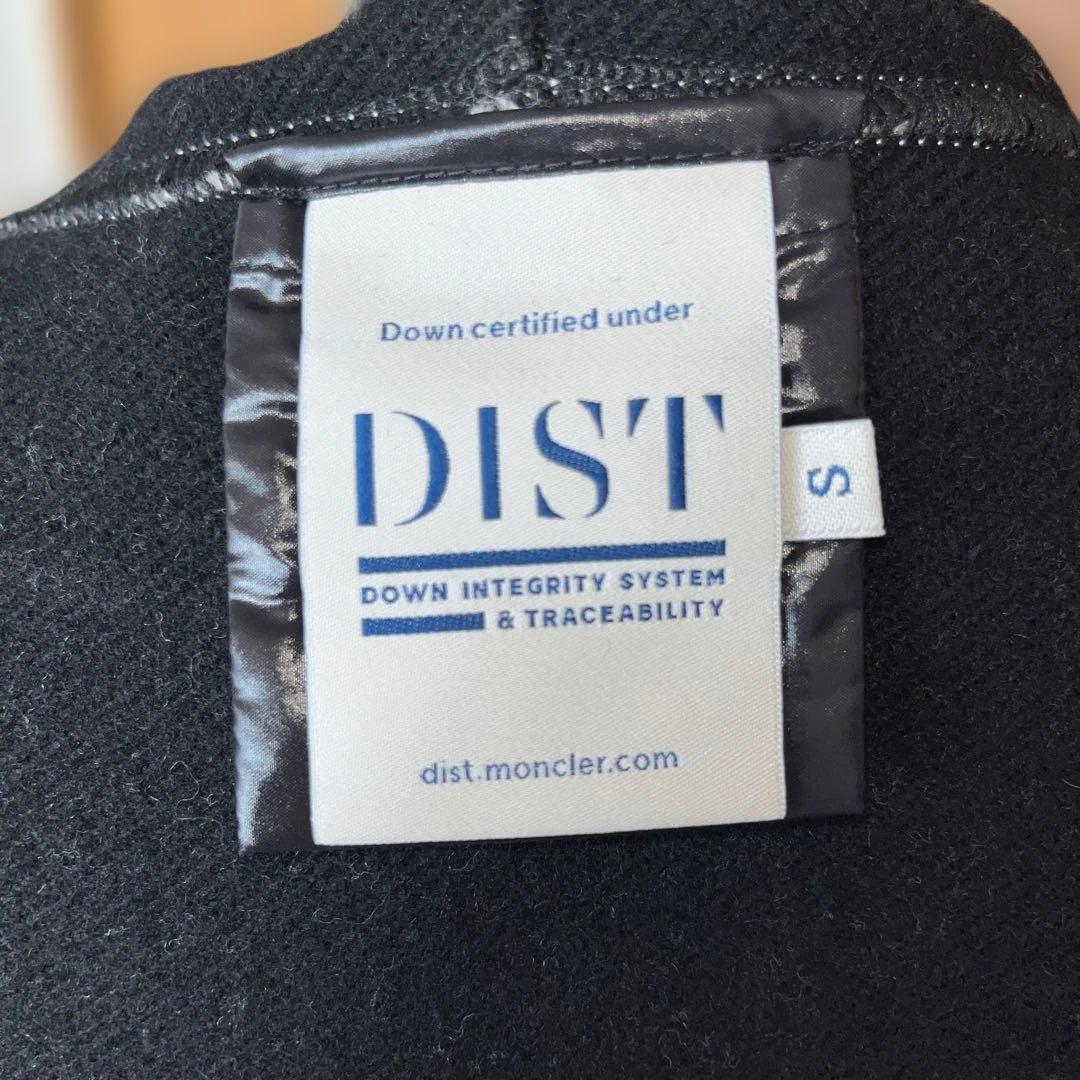 Down certified under
DIST
DOWN INTEGRITY SYSTEM
& TRACEABILITY
dist.moncler.com
S